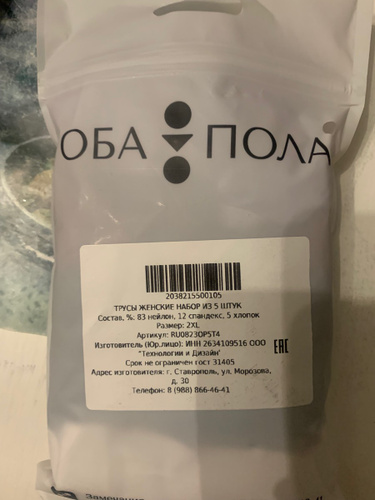 ОБА ПОЛА
2038215500105
ТРУСЫ ЖЕНСКИЕ НАБОР ИЗ 5 ШТУК
Состав, %: 83 нейлон, 12 спандекс, 5 хлопок
Размер: 2XL
Артикул: RU0823OPST4
Изготовитель (Юр.лицо): ИНН 2634109516 ООО
"Технологии и Дизайн"
Срок не ограничен гост 31405
Адрес изготовителя: г. Ставрополь, ул. Морозова,
д. 30
Телефон: 8 (988) 866-46-41
EAC